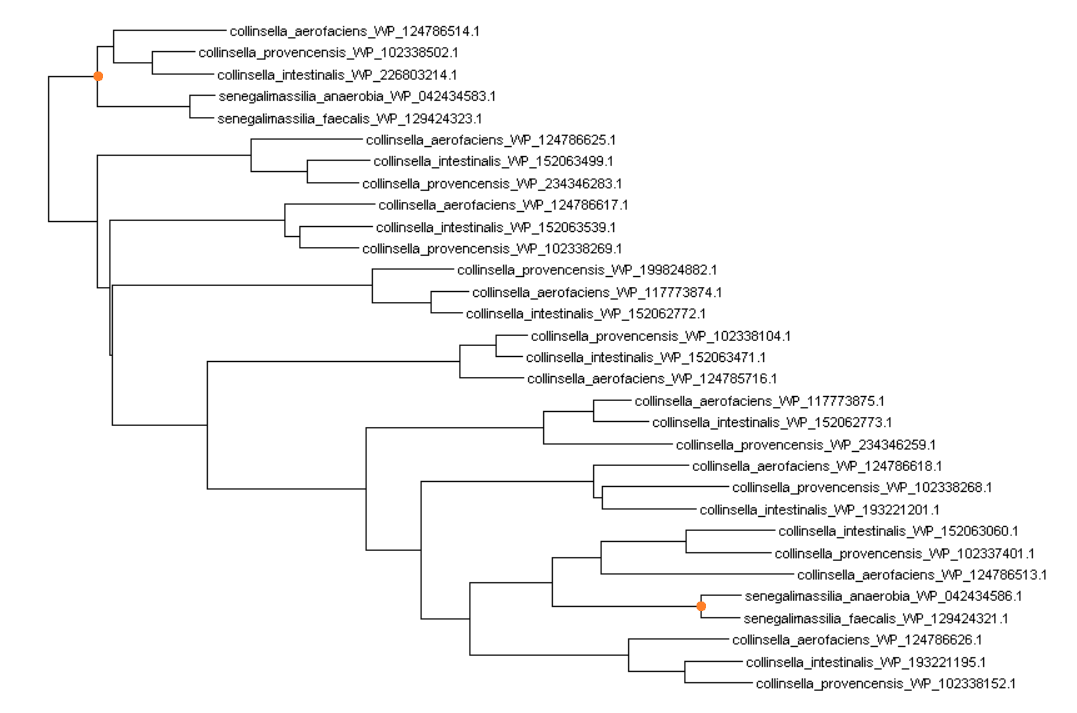 collinsella_aerofaciens_WP_124786514.1
collinsella_provencensis_WP_102338502.1
collinsella_intestinalis_WP_226803214.1
senegalimassilia_anaerobia_WP_042434583.1
senegalimassilia_faecalis_WP_129424323.1
collinsella_aerofaciens_WP_124786625.1
collinsella_intestinalis_WP_152063499.1
collinsella_provencensis_WP_234346283.1
collinsella_aerofaciens_WP_124786617.1
collinsella_intestinalis_WP_152063539.1
collinsella_provencensis_WP_102338269.1
collinsella_provencensis_WP_199824882.1
collinsella_aerofaciens_WP_117773874.1
collinsella_intestinalis_WP_152062772.1
collinsella_provencensis_WP_102338104.1
collinsella_intestinalis_WP_152063471.1
collinsella_aerofaciens_WP_124785716.1
collinsella_aerofaciens_WP_117773875.1
collinsella_intestinalis_WP_152062773.1
collinsella_provencensis_WP_234346259.1
collinsella_aerofaciens_WP_124786618.1
collinsella_provencensis_WP_102338268.1
collinsella_intestinalis_WP_193221201.1
collinsella_intestinalis_WP_152063060.1
collinsella_provencensis_WP_102337401.1
collinsella_aerofaciens_WP_124786513.1
senegalimassilia_anaerobia_WP_042434586.1
senegalimassilia_faecalis_WP_129424321.1
collinsella_aerofaciens_WP_124786626.1
collinsella_intestinalis_WP_193221195.1
collinsella_provencensis_WP_102338152.1